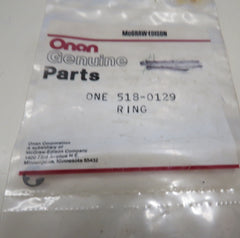 McGRAW-EDISON
Onan
Genuine
Parts
ONE 518-0129
RING
Onan Corporation
a subsidiary of
McGraw-Edison Company
1400 73rd Avenue N.E.
Minneapolis, Minnesota 55432